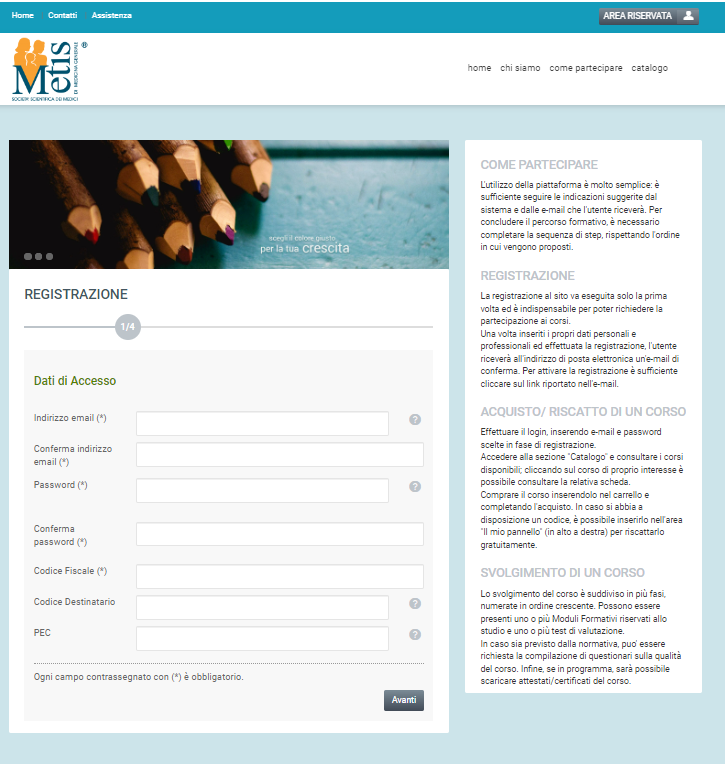 Home Contatti Assistenza
AREA RISERVATA
Metis ®
SOCIETÀ SCIENTIFICA DEI MEDICI
DI MEDICINA GENERALE
home chi siamo come partecipare catalogo
scegli il colore giusto
per la tua crescita
REGISTRAZIONE
1/4
Dati di Accesso
Indirizzo email (*)
?
Conferma indirizzo
email (*)
Password (*)
?
Conferma
password (*)
Codice Fiscale (*)
Codice Destinatario
?
PEC
?
Ogni campo contrassegnato con (*) è obbligatorio.
Avanti
COME PARTECIPARE
L'utilizzo della piattaforma è molto semplice: è
sufficiente seguire le indicazioni suggerite dal
sistema e dalle e-mail che l'utente riceverà. Per
concludere il percorso formativo, è necessario
completare la sequenza di step, rispettando l'ordine
in cui vengono proposti.
REGISTRAZIONE
La registrazione al sito va eseguita solo la prima
volta ed è indispensabile per poter richiedere la
partecipazione ai corsi.
Una volta inseriti i propri dati personali e
professionali ed effettuata la registrazione, l'utente
riceverà all'indirizzo di posta elettronica un'e-mail di
conferma. Per attivare la registrazione è sufficiente
cliccare sul link riportato nell'e-mail.
ACQUISTO/ RISCATTO DI UN CORSO
Effettuare il login, inserendo e-mail e password
scelte in fase di registrazione.
Accedere alla sezione "Catalogo" e consultare i corsi
disponibili; cliccando sul corso di proprio interesse è
possibile consultare la relativa scheda.
Comprare il corso inserendolo nel carrello e
completando l'acquisto. In caso si abbia a
disposizione un codice, è possibile inserirlo nell'area
"Il mio pannello" (in alto a destra) per riscattarlo
gratuitamente.
SVOLGIMENTO DI UN CORSO
Lo svolgimento del corso è suddiviso in più fasi,
numerate in ordine crescente. Possono essere
presenti uno o più Moduli Formativi riservati allo
studio e uno o più test di valutazione.
In caso sia previsto dalla normativa, puo' essere
richiesta la compilazione di questionari sulla qualità
del corso. Infine, se in programma, sarà possibile
scaricare attestati/certificati del corso.